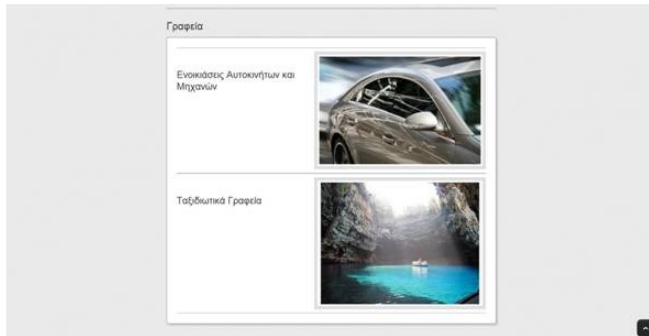 Γραφεία
Ενοικιάσεις Αυτοκινήτων και
Μηχανών
Ταξιδιωτικά Γραφεία